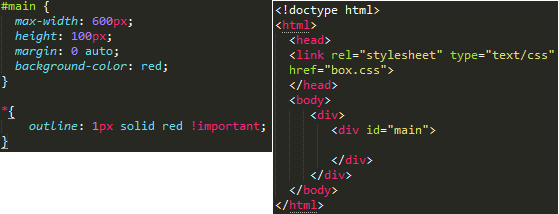 #main {
max-width: 600px;
height: 100px;
margin: 0 auto;
background-color: red;
}
*{
outline: 1px solid red !important;
}
<!doctype html>
<html>
<head>
<link rel="stylesheet" type="text/css"
href="box.css">
</head>
<body>
<div>
<div id="main">
</div>
</div>
</body>
</html>